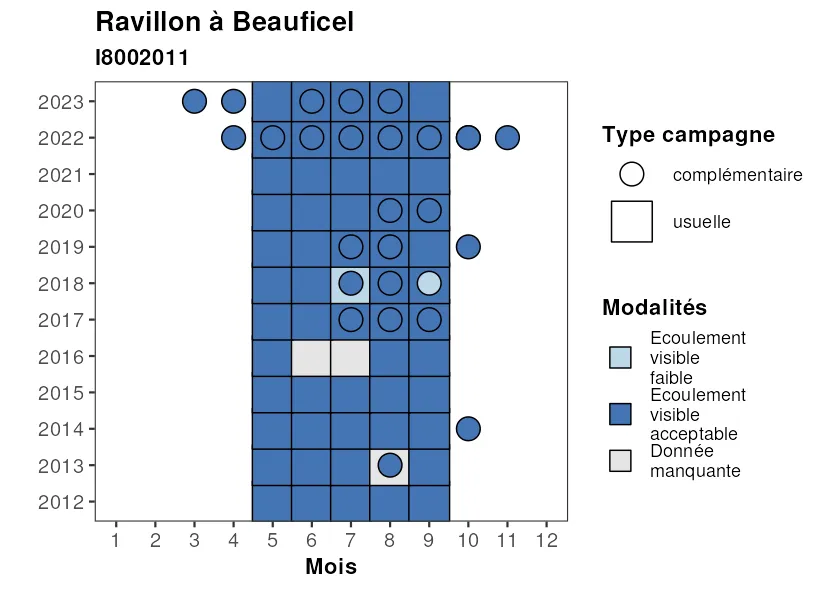 Ravillon à Beauficel
I8002011
2023
2022
2021
2020
2019
2018
2017
2016
2015
2014
2013
2012
1 2 3 4 5 6 7 8 9 10 11 12
Mois
Type campagne
complémentaire
usuelle
Modalités
Ecoulement
visible
faible
Ecoulement
visible
acceptable
Donnée
manquante